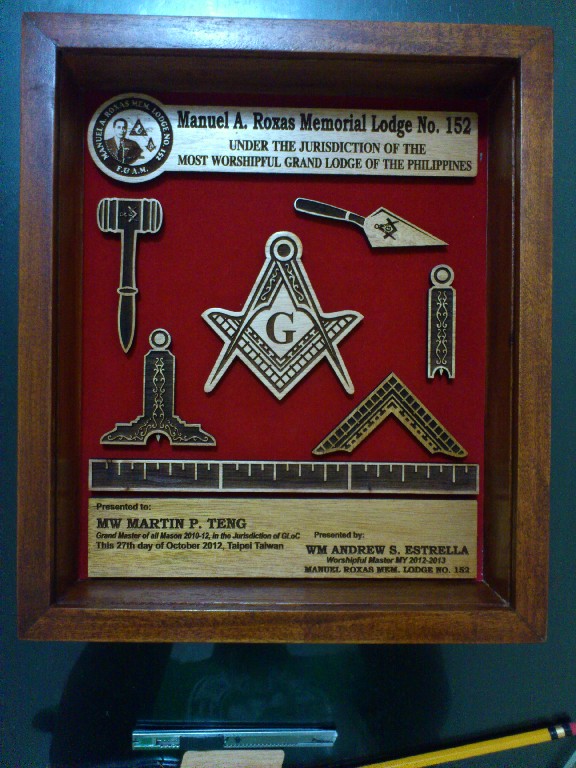 MANUEL A. ROXAS MEM. LODGE NO. 152
F. & A.M.
Manuel A. Roxas Memorial Lodge No. 152
UNDER THE JURISDICTION OF THE
MOST WORSHIPFUL GRAND LODGE OF THE PHILIPPINES
G
Presented to:
MW MARTIN P. TENG
Grand Master of all Mason 2010-12, in the Jurisdiction of GLoC
This 27th day of October 2012, Taipei Taiwan
Presented by:
WM ANDREW S. ESTRELLA
Worshipful Master MY 2012-2013
MANUEL ROXAS MEM. LODGE NO. 152